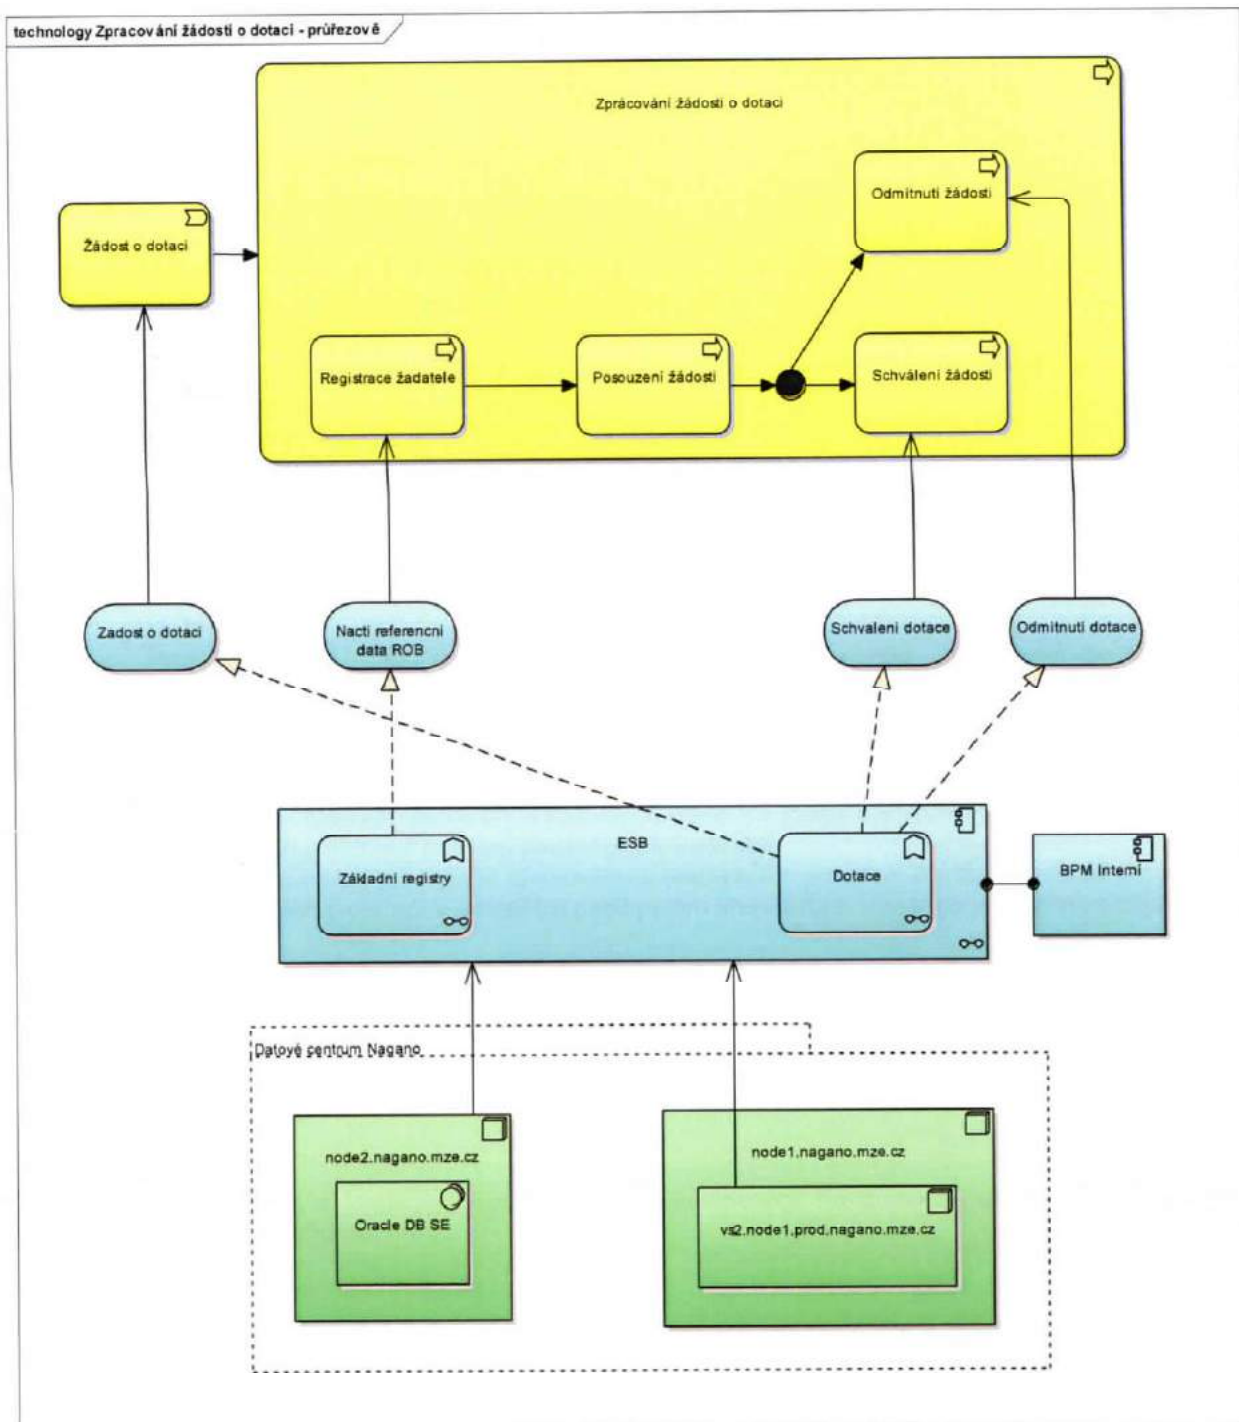 technology Zpracování žádosti o dotaci - průřezově
Zprácování žádosti o dotaci
Odmítnutí žádosti
Žádost o dotaci
Registrace žadatele
Posouzení žádosti
Schválení žádosti
Zadost o dotaci
Nacti referencni
data ROB
Schvaleni dotace
Odmitnuti dotace
ESB
Základní registry
Dotace
BPM Interní
Datové centrum Nagano
node2.nagano.mze.cz
Oracle DB SE
node1.nagano.mze.cz
vs2.node1.prod.nagano.mze.cz